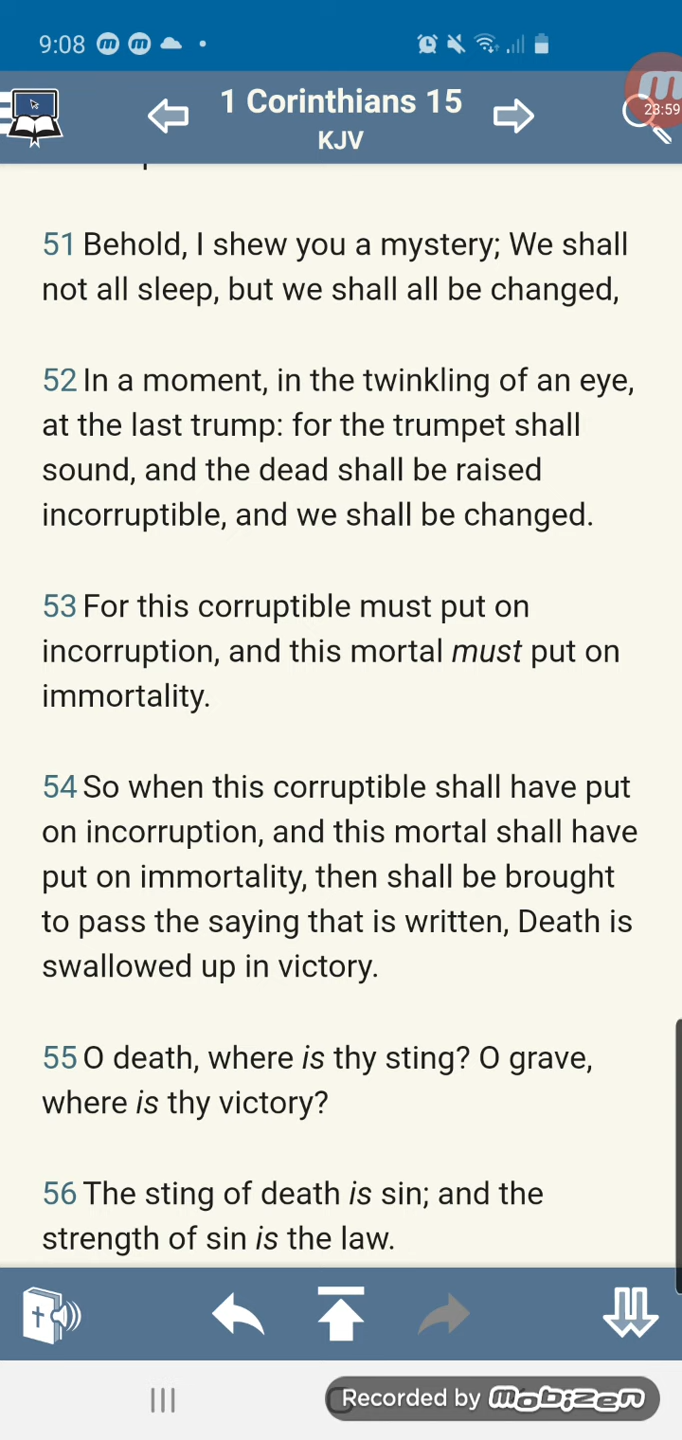 9:08
23:59
1 Corinthians 15
KJV
51 Behold, I shew you a mystery; We shall
not all sleep, but we shall all be changed,
52 In a moment, in the twinkling of an eye,
at the last trump: for the trumpet shall
sound, and the dead shall be raised
incorruptible, and we shall be changed.
53 For this corruptible must put on
incorruption, and this mortal must put on
immortality.
54 So when this corruptible shall have put
on incorruption, and this mortal shall have
put on immortality, then shall be brought
to pass the saying that is written, Death is
swallowed up in victory.
55 O death, where is thy sting? O grave,
where is thy victory?
56 The sting of death is sin; and the
strength of sin is the law.
Recorded by mobizen